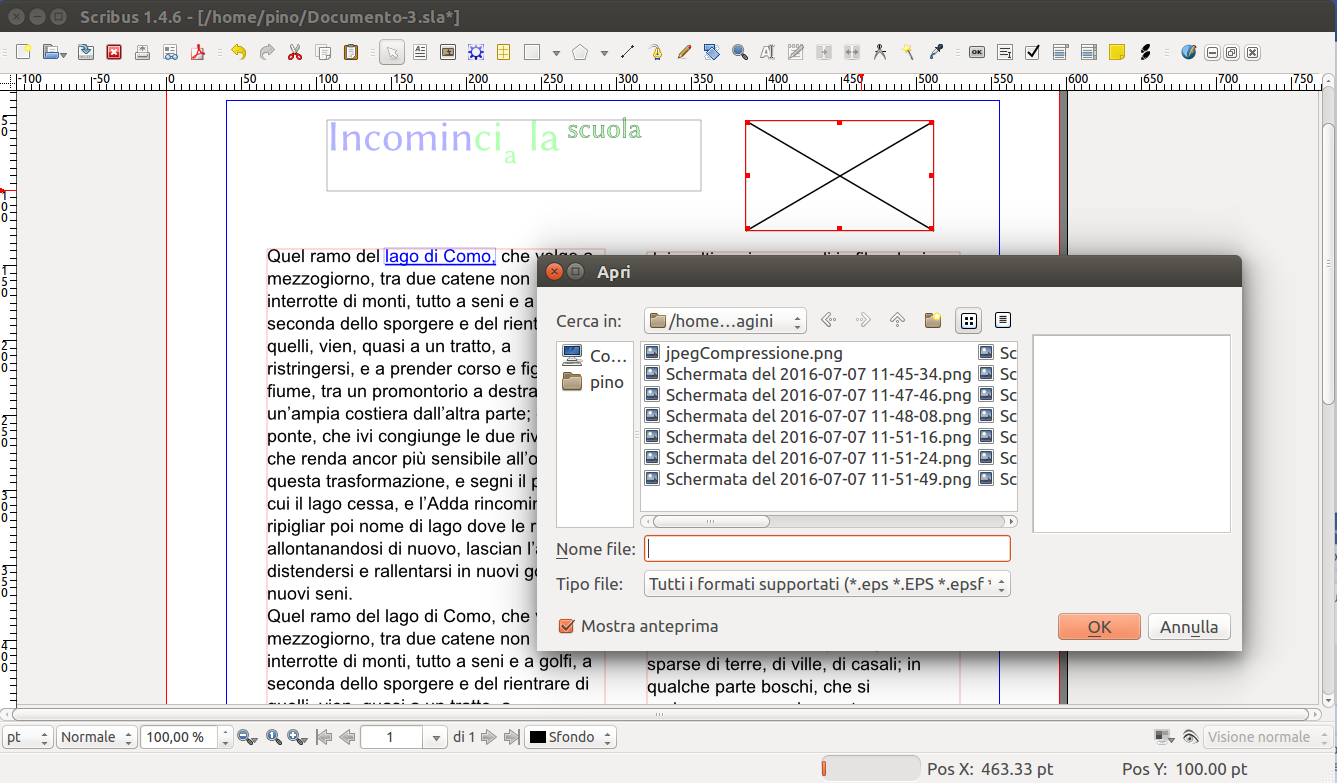 Scribus 1.4.6 - [/home/pino/Documento-3.sla*]
-100 -50 0 50 100 150 200 250 300 350 400 450 500 550 600 650 700 750
50
100
150
200
250
300
350
400
Incominci a la scuola
Quel ramo del lago di Como, che
mezzogiorno, tra due catene non
interrotte di monti, tutto a seni e a
seconda dello sporgere e del rient
quelli, vien, quasi a un tratto, a
ristringersi, e a prender corso e fig
fiume, tra un promontorio a destra
un’ampia costiera dall’altra parte;
ponte, che ivi congiunge le due riv
che renda ancor più sensibile all’o
questa trasformazione, e segni il p
cui il lago cessa, e l’Adda rincomin
ripigliar poi nome di lago dove le r
allontanandosi di nuovo, lascian l’a
distendersi e rallentarsi in nuovi go
nuovi seni.
Quel ramo del lago di Como, che
mezzogiorno, tra due catene non
interrotte di monti, tutto a seni e a golfi, a
seconda dello sporgere e del rientrare di
quelli, vien, quasi a un tratto, a
sparse di terre, di ville, di casali; in
qualche parte boschi, che si
Apri
Cerca in: /home...agini
Co...
pino
jpegCompressione.png Sc
Schermata del 2016-07-07 11-45-34.png Sc
Schermata del 2016-07-07 11-47-46.png Sc
Schermata del 2016-07-07 11-48-08.png Sc
Schermata del 2016-07-07 11-51-16.png Sc
Schermata del 2016-07-07 11-51-24.png Sc
Schermata del 2016-07-07 11-51-49.png Sc
Nome file:
Tipo file: Tutti i formati supportati (*.eps *.EPS *.epsf *
Mostra anteprima
OK Annulla
pt Normale 100,00 % 1 di 1 Sfondo Visione normale
Pos X: 463.33 pt Pos Y: 100.00 pt